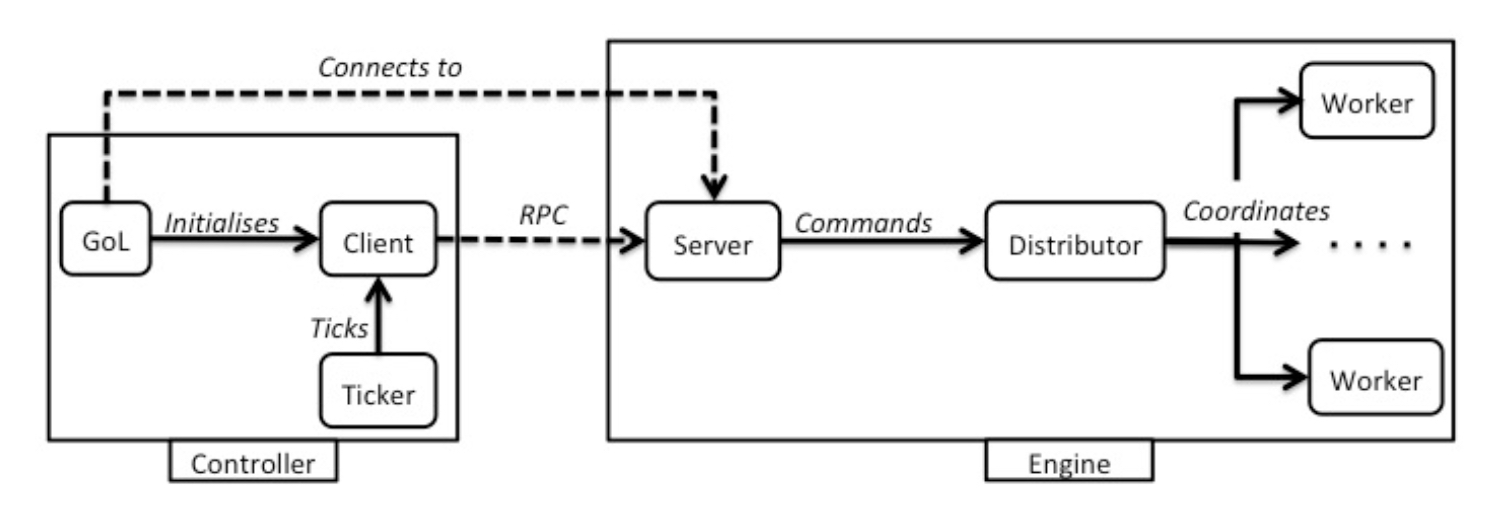 Connects to
Worker
GoL
Initialises
Client
RPC
Server
Commands
Distributor
Coordinates
. . . .
Ticks
Ticker
Worker
Controller
Engine